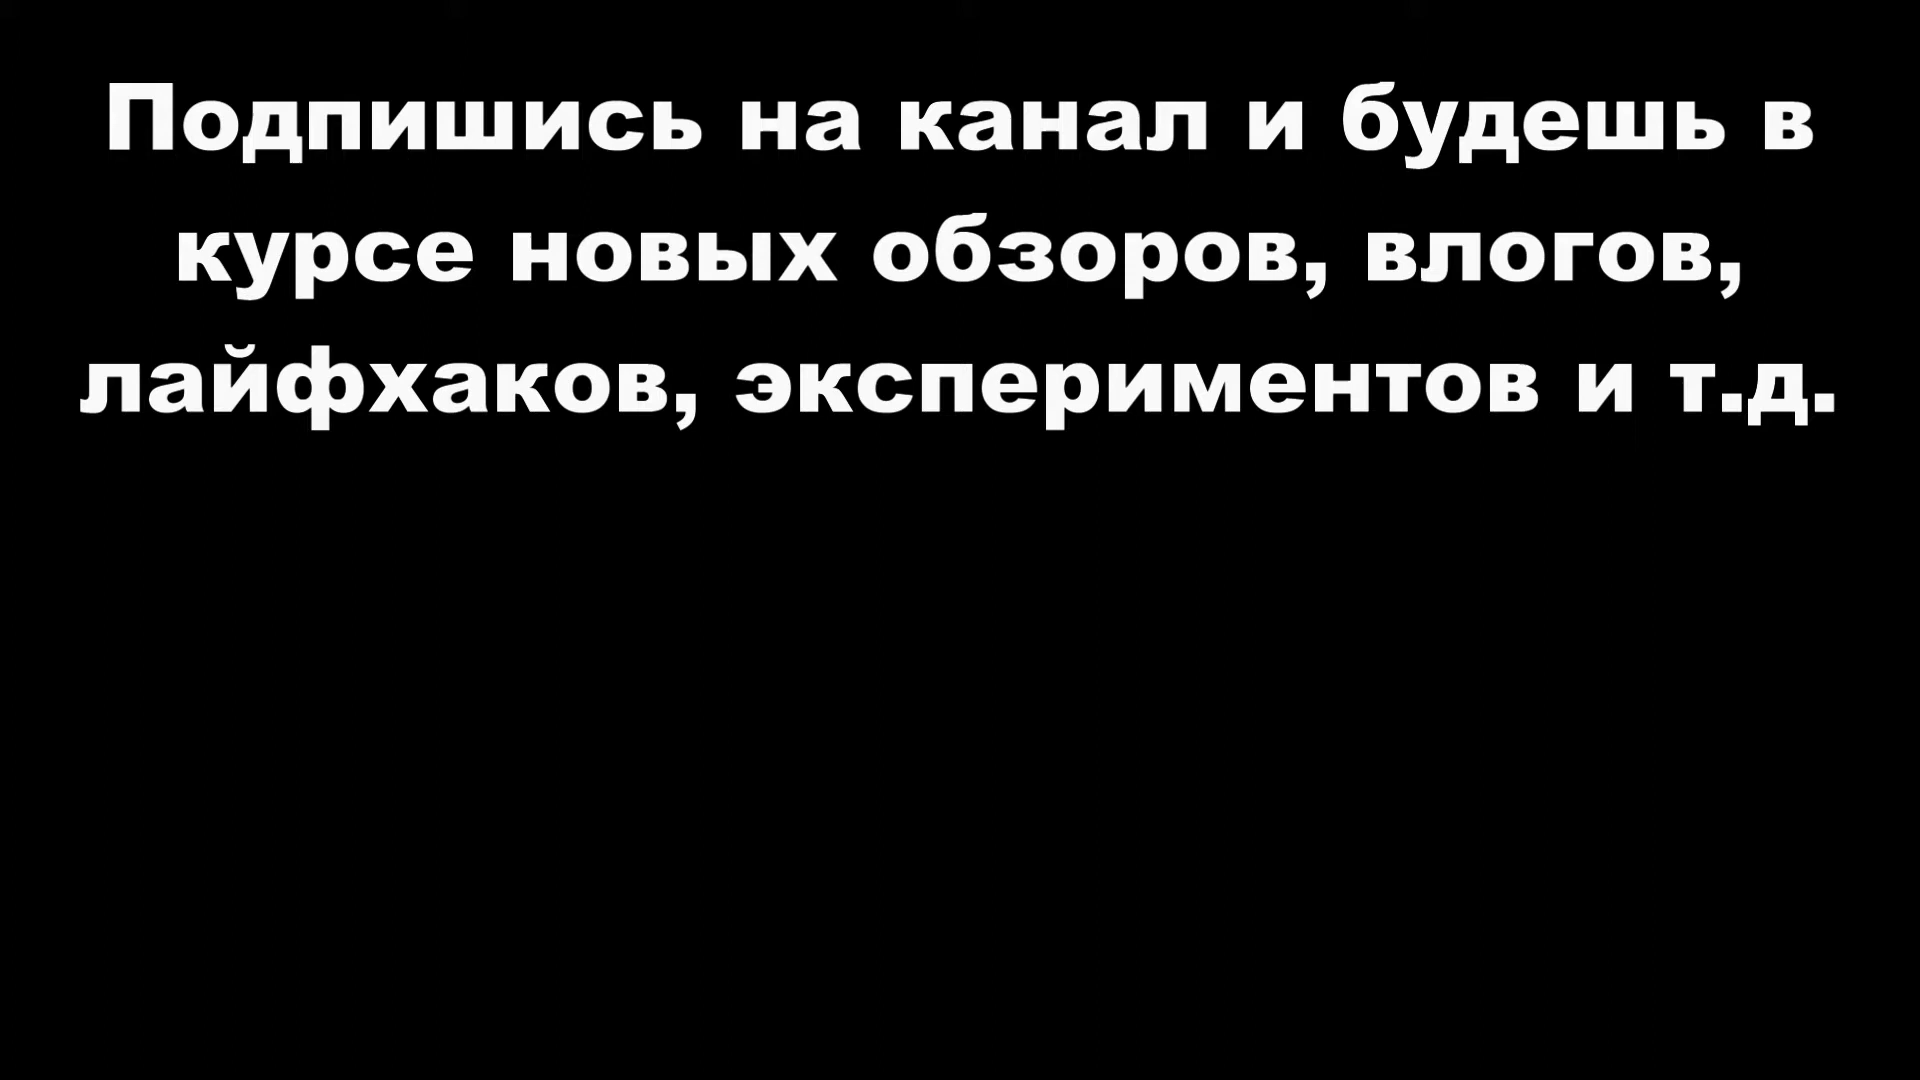 Подпишись на канал и будешь в
курсе новых обзоров, влогов,
лайфхаков, экспериментов и т.д.